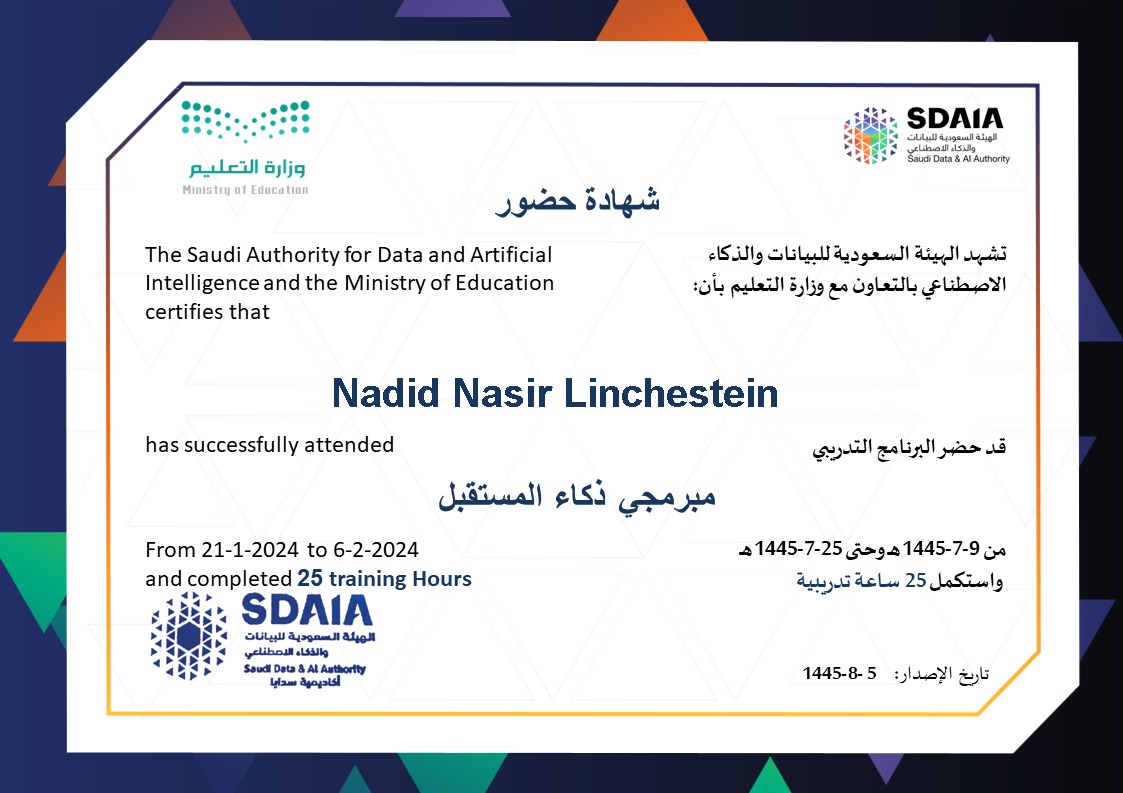 وزارة التعليم
Ministry of Education
SDAIA
الهيئة السعودية للبيانات
والذكاء الاصطناعي
Saudi Data & AI Authority
شهادة حضور
The Saudi Authority for Data and Artificial
Intelligence and the Ministry of Education
certifies that
تشهد الهيئة السعودية للبيانات والذكاء
الاصطناعي بالتعاون مع وزارة التعليم بأن:
Nadid Nasir Linchestein
has successfully attended
قد حضر البرنامج التدريبي
مبرمجي ذكاء المستقبل
From 21-1-2024 to 6-2-2024
and completed 25 training Hours
من 9-7-1445 هـ وحتى 25-7-1445 هـ
واستكمل 25 ساعة تدريبية
SDAIA
الهيئة السعودية للبيانات
والذكاء الاصطناعي
Saudi Data & AI Authority
أكاديمية سدايا
تاريخ الإصدار: 5 -8-1445